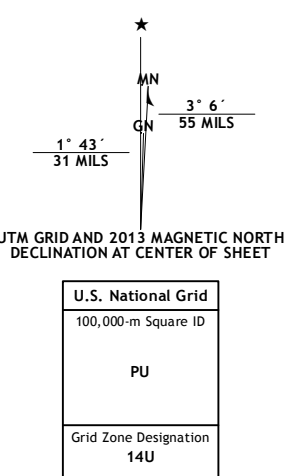 ★
MN
3° 6´
55 MILS
GN
1° 43´
31 MILS
UTM GRID AND 2013 MAGNETIC NORTH
DECLINATION AT CENTER OF SHEET
U.S. National Grid
100,000-m Square ID
PU
Grid Zone Designation
14U